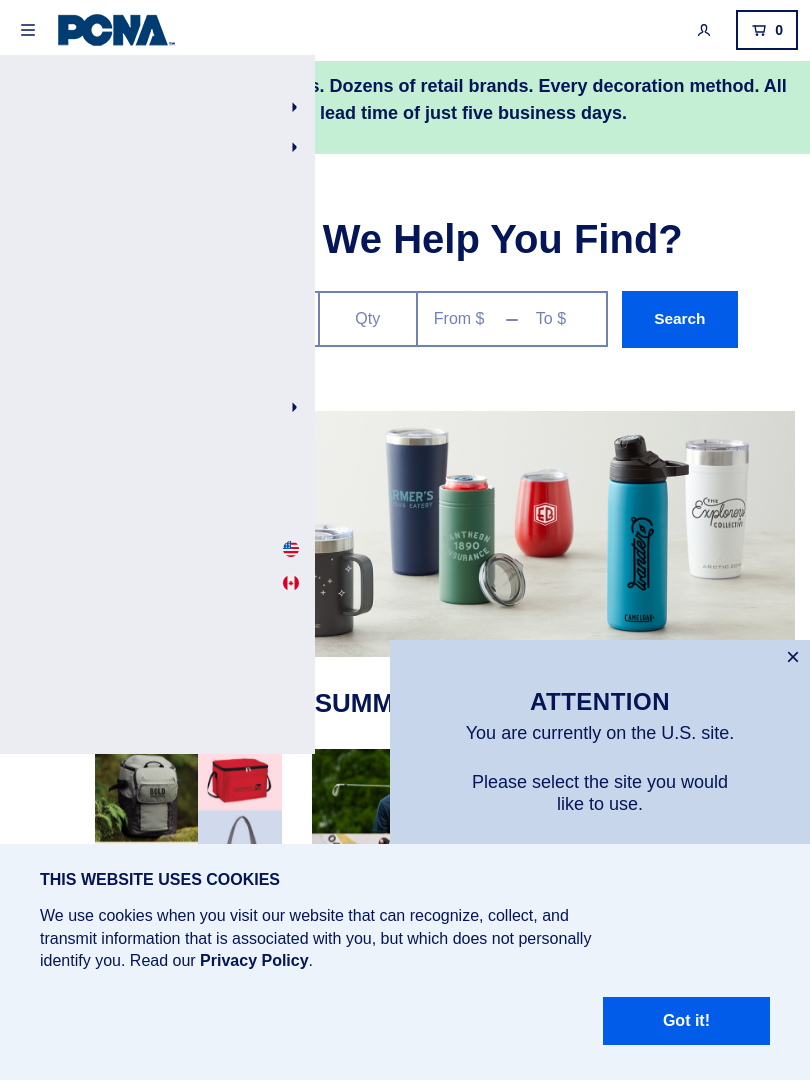 PCNA
0
s. Dozens of retail brands. Every decoration method. All
lead time of just five business days.
We Help You Find?
Qty
From $
To $
Search
THE
Explorers
COLLECTIVE
ARCTIC ZONE
1890
wander
CAMELBAK
SUMM
ATTENTION
You are currently on the U.S. site.
Please select the site you would
like to use.
BOLD
THIS WEBSITE USES COOKIES
We use cookies when you visit our website that can recognize, collect, and
transmit information that is associated with you, but which does not personally
identify you. Read our Privacy Policy.
Got it!